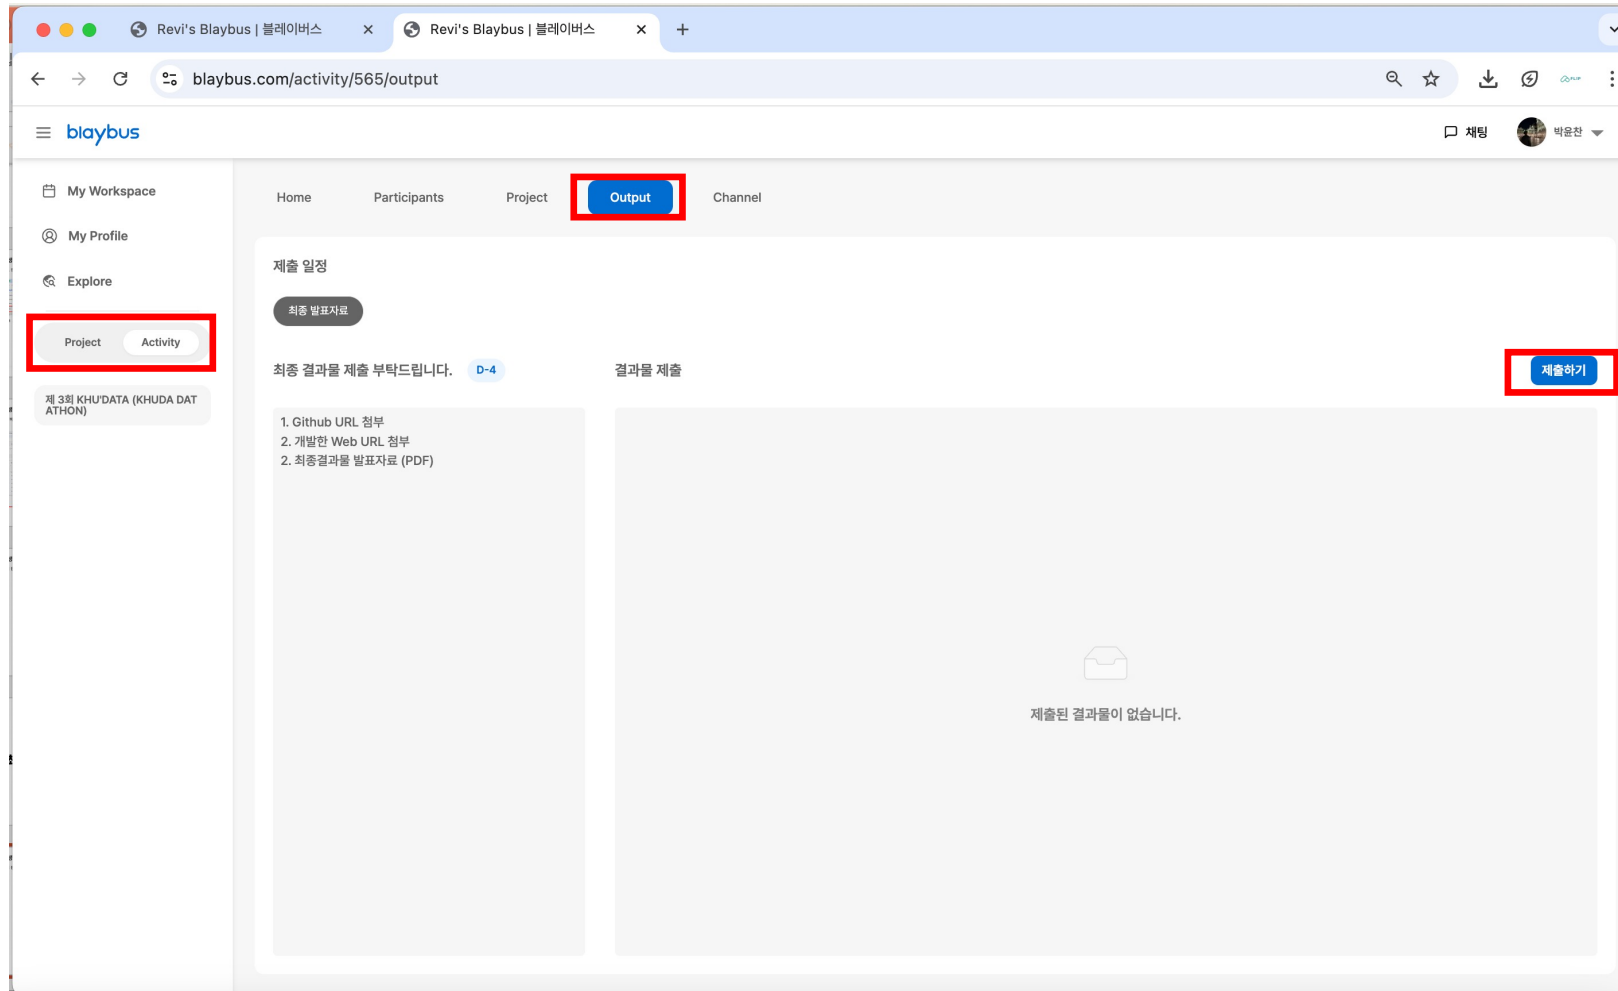 Revi's Blaybus | 블레이버스
Revi's Blaybus | 블레이버스
blaybus.com/activity/565/output
blaybus
채팅
박윤찬
My Workspace
My Profile
Explore
Project
Activity
제 3회 KHU'DATA (KHUDA DAT
ATHON)
Home
Participants
Project
Output
Channel
제출 일정
최종 발표자료
최종 결과물 제출 부탁드립니다.
D-4
1. Github URL 첨부
2. 개발한 Web URL 첨부
2. 최종결과물 발표자료 (PDF)
결과물 제출
제출하기
제출된 결과물이 없습니다.